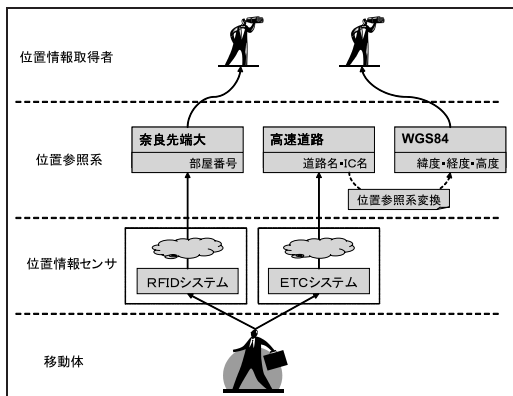 位置情報取得者
位置参照系
奈良先端大
部屋番号
高速道路
道路名・IC名
WGS84
緯度・経度・高度
位置参照系変換
位置情報センサ
RFIDシステム
ETCシステム
移動体